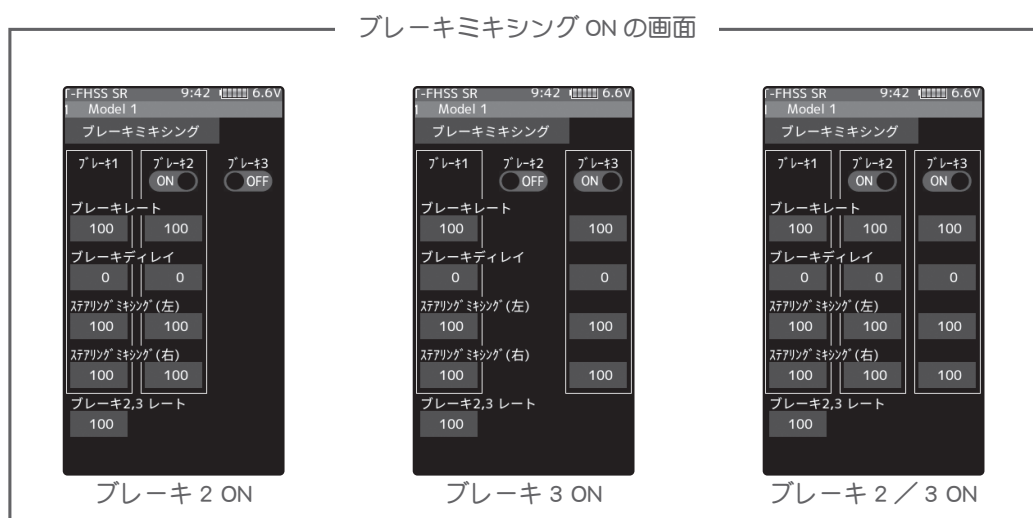 ブレーキミキシング ON の画面
T-FHSS SR 9:42 6.6V
1 Model 1
ブレーキミキシング
ﾌﾞﾚｰｷ1 ﾌﾞﾚｰｷ2 ﾌﾞﾚｰｷ3
ON OFF
ブレーキレート
100 100
ブレーキディレイ
0 0
ｽﾃｱﾘﾝｸﾞﾐｷｼﾝｸﾞ(左)
100 100
ｽﾃｱﾘﾝｸﾞﾐｷｼﾝｸﾞ(右)
100 100
ブレーキ2,3 レート
100
ブレーキ 2 ON
T-FHSS SR 9:42 6.6V
1 Model 1
ブレーキミキシング
ﾌﾞﾚｰｷ1 ﾌﾞﾚｰｷ2 ﾌﾞﾚｰｷ3
OFF ON
ブレーキレート
100 100
ブレーキディレイ
0 0
ｽﾃｱﾘﾝｸﾞﾐｷｼﾝｸﾞ(左)
100 100
ｽﾃｱﾘﾝｸﾞﾐｷｼﾝｸﾞ(右)
100 100
ブレーキ2,3 レート
100
ブレーキ 3 ON
T-FHSS SR 9:42 6.6V
1 Model 1
ブレーキミキシング
ﾌﾞﾚｰｷ1 ﾌﾞﾚｰｷ2 ﾌﾞﾚｰｷ3
ON ON
ブレーキレート
100 100 100
ブレーキディレイ
0 0 0
ｽﾃｱﾘﾝｸﾞﾐｷｼﾝｸﾞ(左)
100 100 100
ｽﾃｱﾘﾝｸﾞﾐｷｼﾝｸﾞ(右)
100 100 100
ブレーキ2,3 レート
100
ブレーキ 2 ／ 3 ON